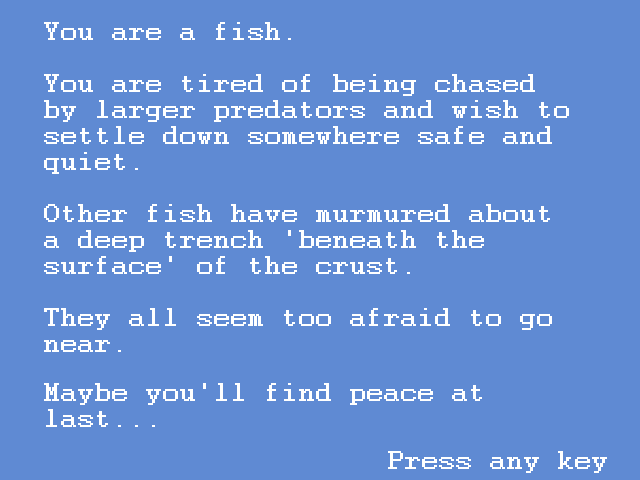 You are a fish.
You are tired of being chased
by larger predators and wish to
settle down somewhere safe and
quiet.
Other fish have murmured about
a deep trench 'beneath the
surface' of the crust.
They all seem too afraid to go
near.
Maybe you'll find peace at
last...
Press any key